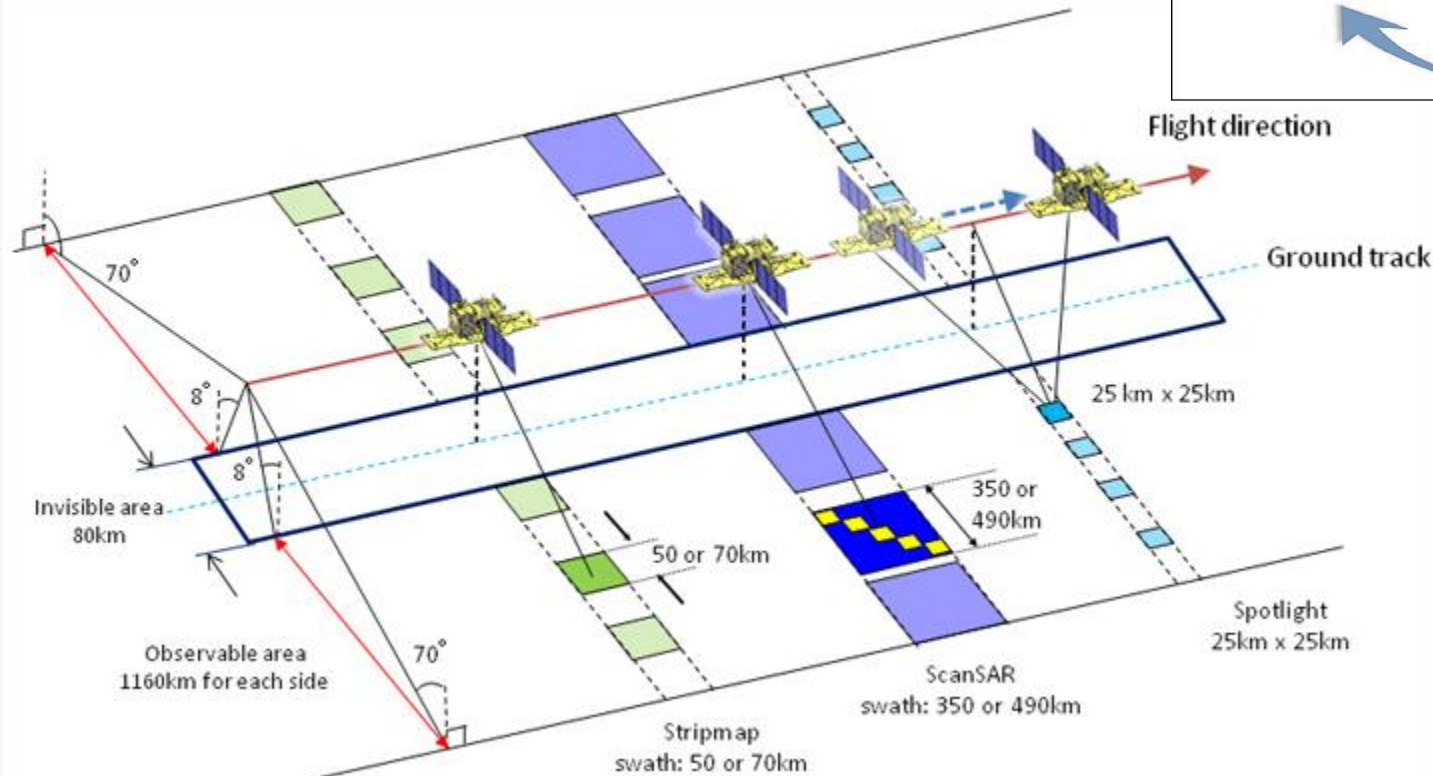 Flight direction
Ground track
70°
8°
8°
25 km x 25km
Invisible area
80km
350 or
490km
50 or 70km
Observable area
1160km for each side
70°
Spotlight
25km x 25km
ScanSAR
swath: 350 or 490km
Stripmap
swath: 50 or 70km